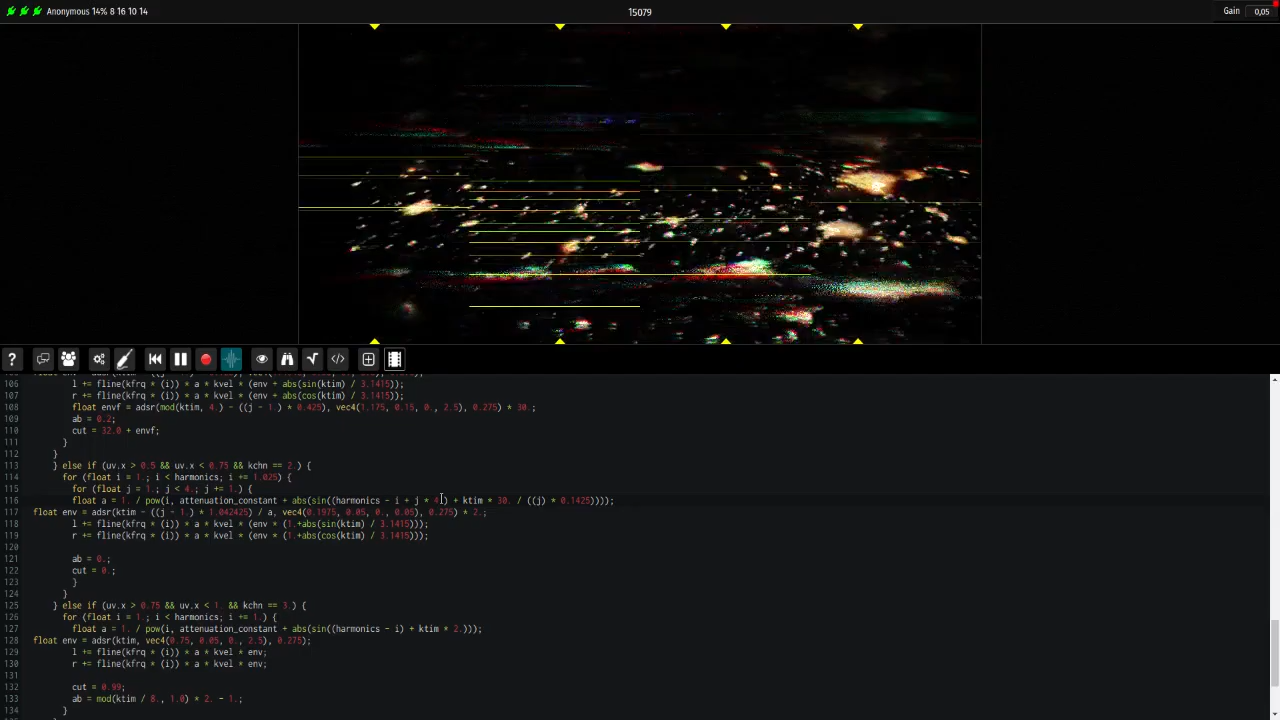 Anonymous 14% 8 16 10 14
15079
Gain 0,05
106 l += fline(kfrq * (i)) * a * kvel * (env + abs(sin(ktim) / 3.1415));
107 r += fline(kfrq * (i)) * a * kvel * (env + abs(cos(ktim) / 3.1415));
108 float envf = adsr(mod(ktim, 4.) - ((j - 1.) * 0.425), vec4(1.175, 0.15, 0., 2.5), 0.275) * 30.;
109 ab = 0.2;
110 cut = 32.0 + envf;
111 }
112 }
113 } else if (uv.x > 0.5 && uv.x < 0.75 && kchn == 2.) {
114 for (float i = 1.; i < harmonics; i += 1.025) {
115 for (float j = 1.; j < 4.; j += 1.) {
116 float a = 1. / pow(i, attenuation_constant + abs(sin((harmonics - i + j * 4.) + ktim * 30. / ((j) * 0.1425))));
117 float env = adsr(ktim - ((j - 1.) * 1.042425) / a, vec4(0.1975, 0.05, 0., 0.05), 0.275) * 2.;
118 l += fline(kfrq * (i)) * a * kvel * (env * (1.+abs(sin(ktim) / 3.1415)));
119 r += fline(kfrq * (i)) * a * kvel * (env * (1.+abs(cos(ktim) / 3.1415)));
120
121 ab = 0.;
122 cut = 0.;
123 }
124 }
125 } else if (uv.x > 0.75 && uv.x < 1. && kchn == 3.) {
126 for (float i = 1.; i < harmonics; i += 1.) {
127 float a = 1. / pow(i, attenuation_constant + abs(sin((harmonics - i) + ktim * 2.)));
128 float env = adsr(ktim, vec4(0.75, 0.05, 0., 2.5), 0.275);
129 l += fline(kfrq * (i)) * a * kvel * env;
130 r += fline(kfrq * (i)) * a * kvel * env;
131
132 cut = 0.99;
133 ab = mod(ktim / 8., 1.0) * 2. - 1.;
134 }